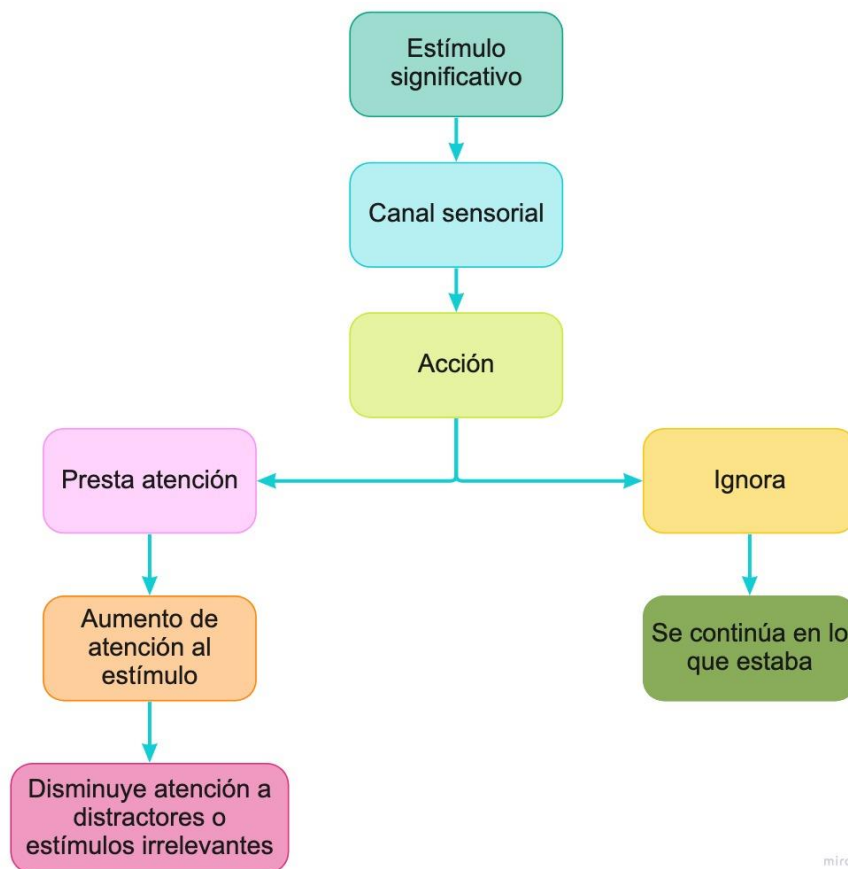 Estímulo
significativo
Canal sensorial
Acción
Presta atención
Ignora
Aumento de
atención al
estímulo
Se continúa en lo
que estaba
Disminuye atención a
distractores o
estímulos irrelevantes